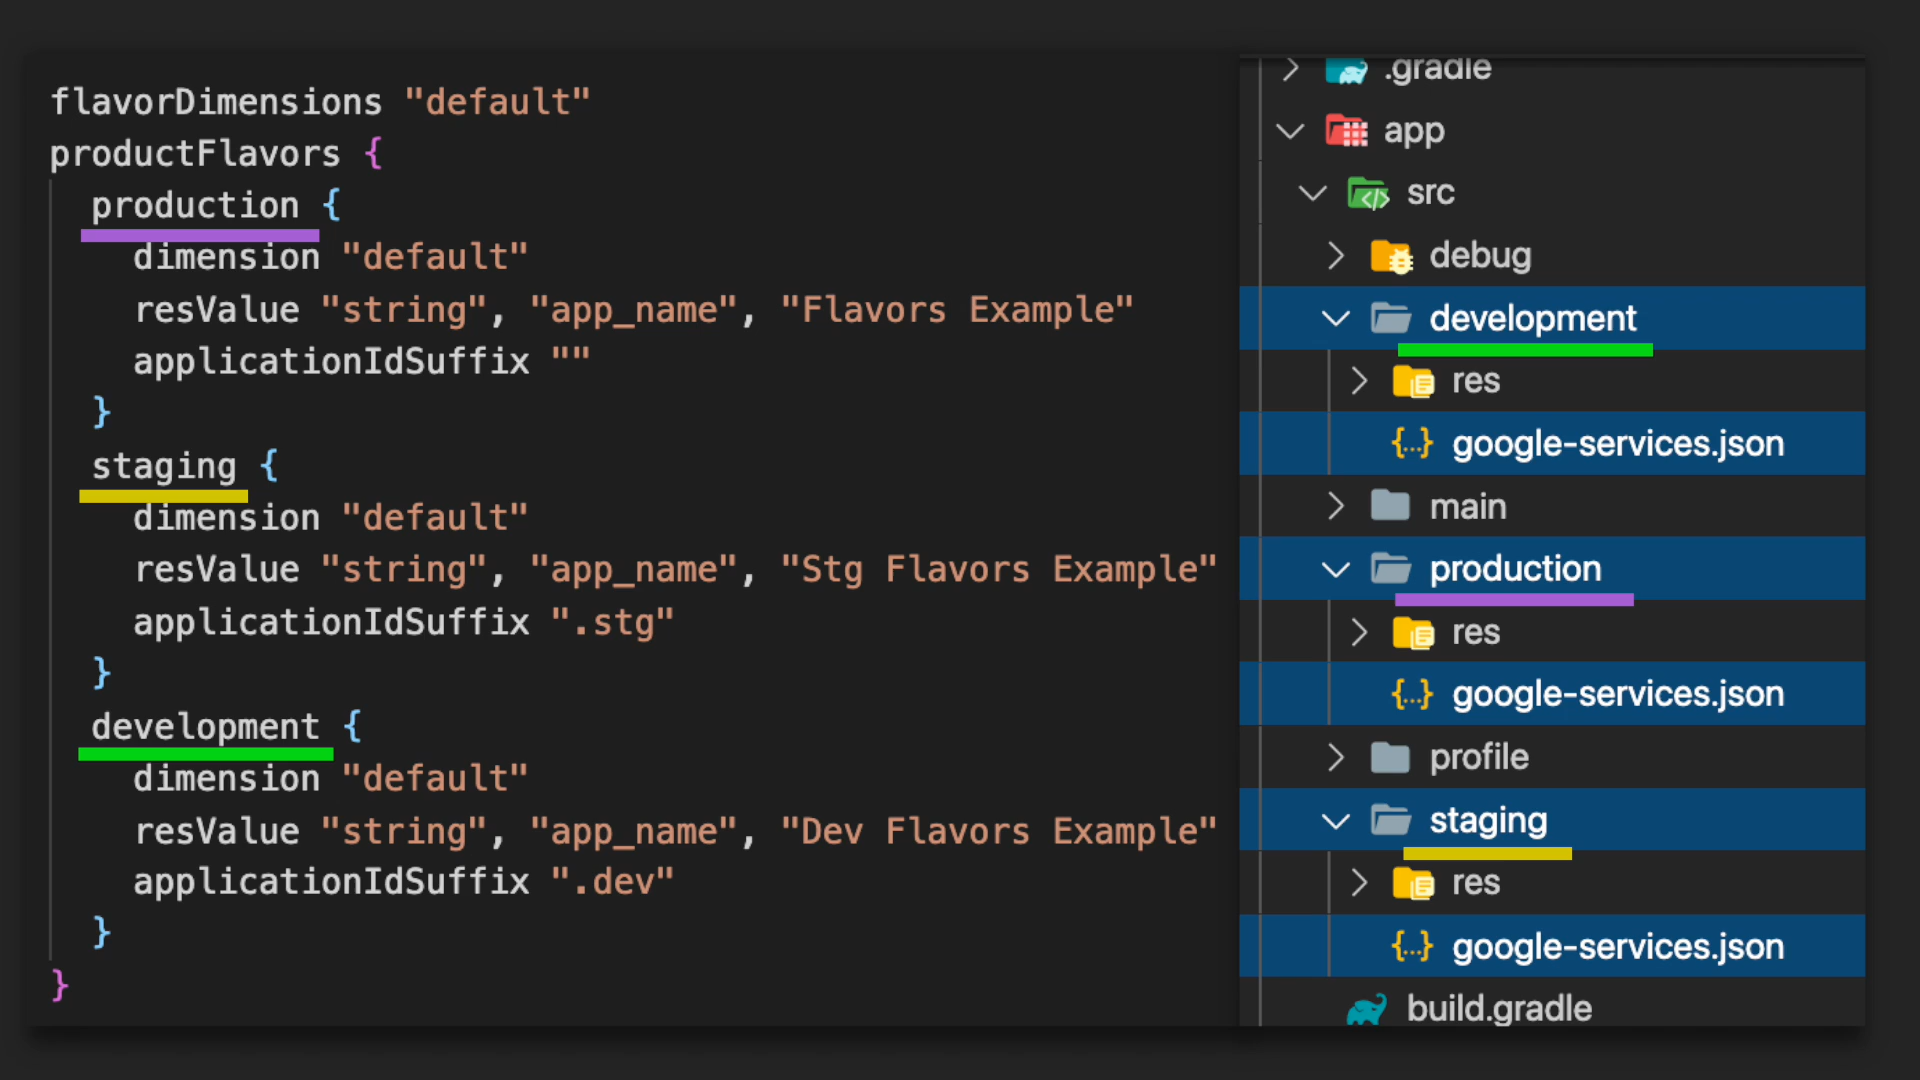 flavorDimensions "default"
productFlavors {
production {
dimension "default"
resValue "string", "app_name", "Flavors Example"
applicationIdSuffix ""
}
staging {
dimension "default"
resValue "string", "app_name", "Stg Flavors Example"
applicationIdSuffix ".stg"
}
development {
dimension "default"
resValue "string", "app_name", "Dev Flavors Example"
applicationIdSuffix ".dev"
}
}
.gradle
app
src
debug
development
res
google-services.json
main
production
res
google-services.json
profile
staging
res
google-services.json
build.gradle